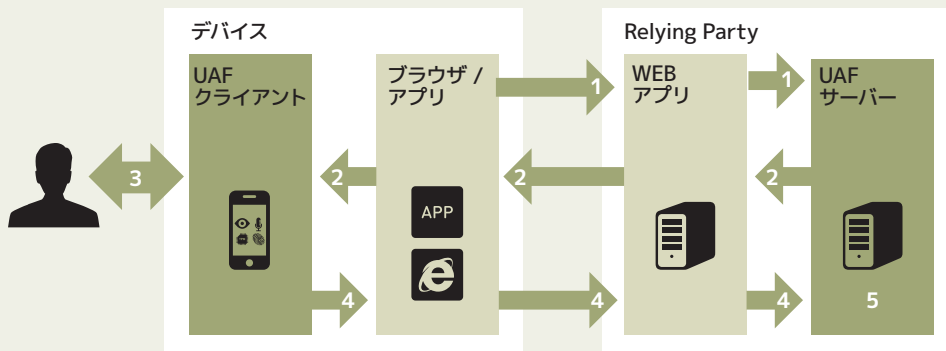 デバイス
Relying Party
UAF
クライアント
ブラウザ /
アプリ
1
WEB
アプリ
1
UAF
サーバー
3
2
2
2
APP
4
4
4
5